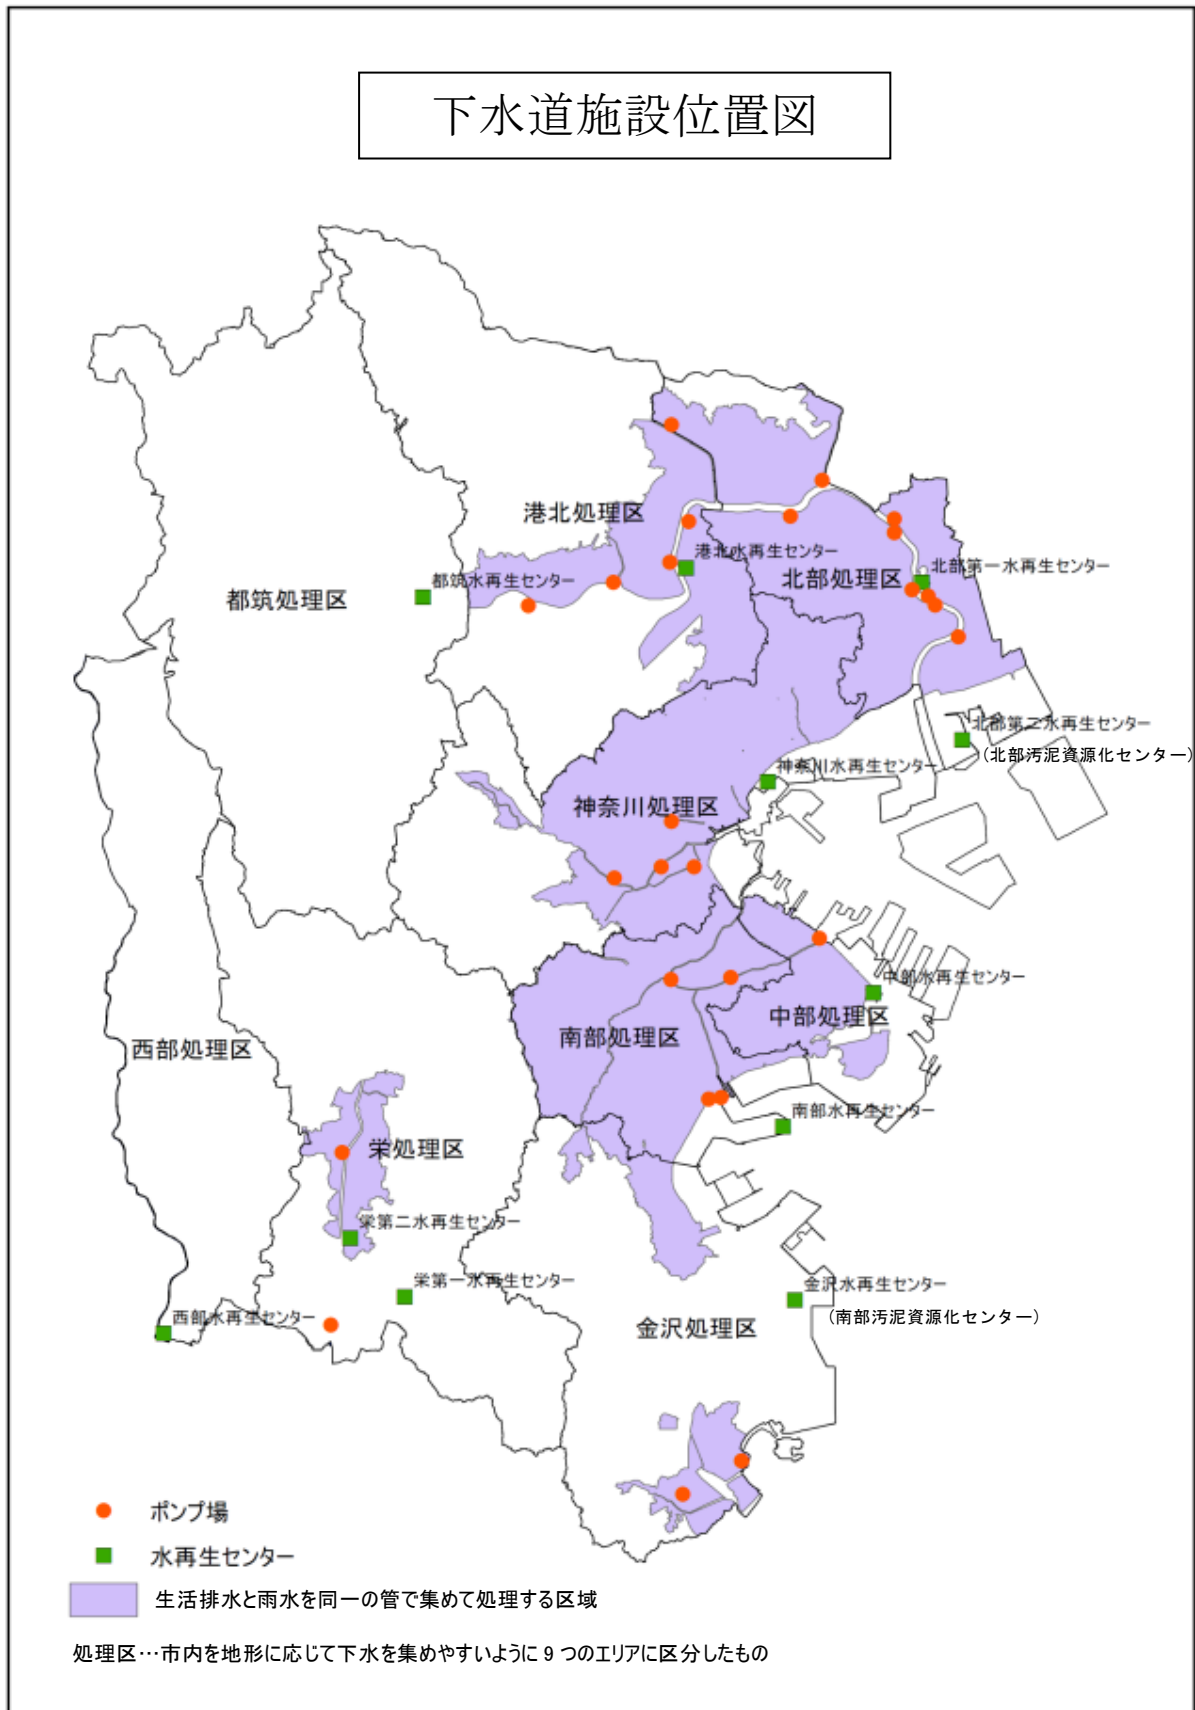 下水道施設位置図
港北処理区
港北水再生センター
北部第一水再生センター
北部処理区
都筑水再生センター
都筑処理区
北部第二水再生センター
(北部汚泥資源化センター)
神奈川水再生センター
神奈川処理区
中部水再生センター
中部処理区
南部処理区
西部処理区
南部水再生センター
栄処理区
栄第二水再生センター
栄第一水再生センター
金沢水再生センター
(南部汚泥資源化センター)
西部水再生センター
金沢処理区
ポンプ場
水再生センター
生活排水と雨水を同一の管で集めて処理する区域
処理区…市内を地形に応じて下水を集めやすいように 9 つのエリアに区分したもの